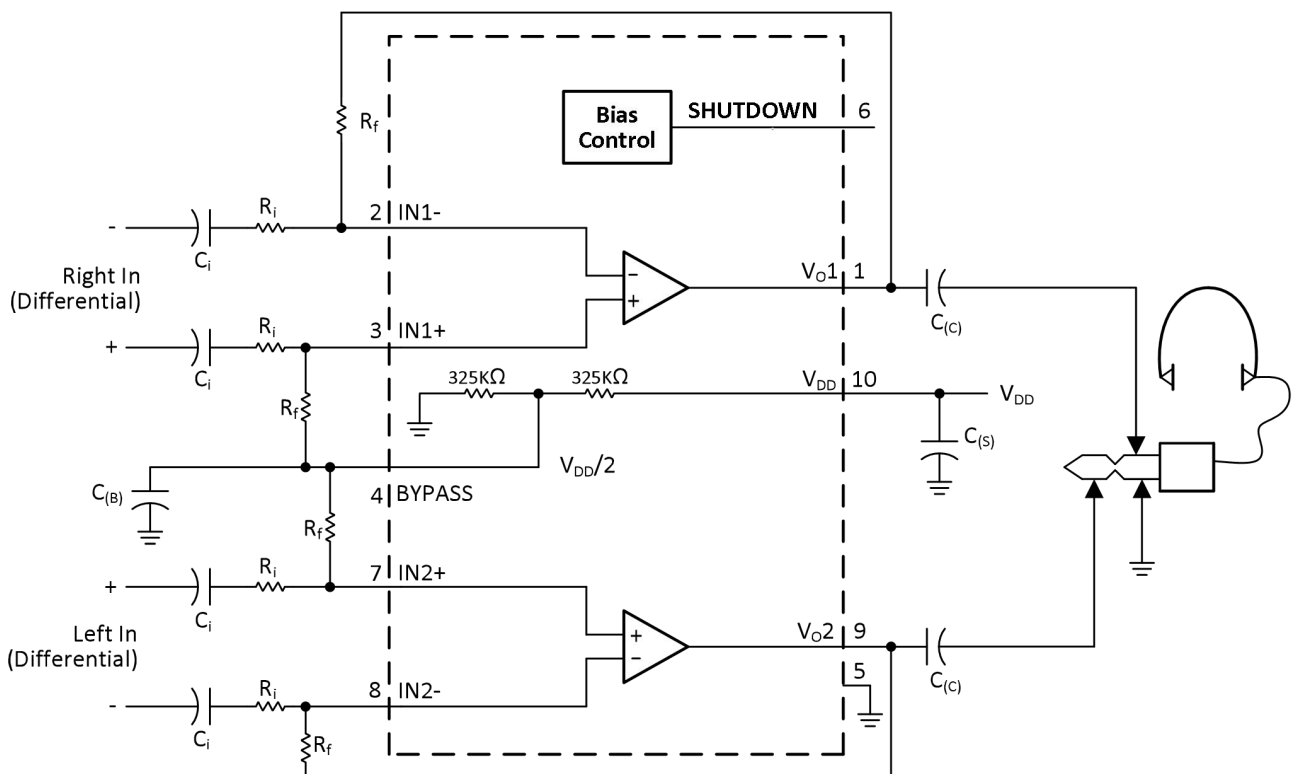 Bias
Control
SHUTDOWN 6
Rf
Ri
2 IN1-
-
Ci
Right In
(Differential)
−
+
VO1 1
C(C)
Ri
3 IN1+
+
Ci
325KΩ 325KΩ
VDD 10
VDD
Rf
C(S)
VDD/2
C(B)
4 BYPASS
Rf
Ri
7 IN2+
+
Ci
Left In
(Differential)
+
−
VO2 9
C(C)
5
Ri
8 IN2-
-
Ci
Rf